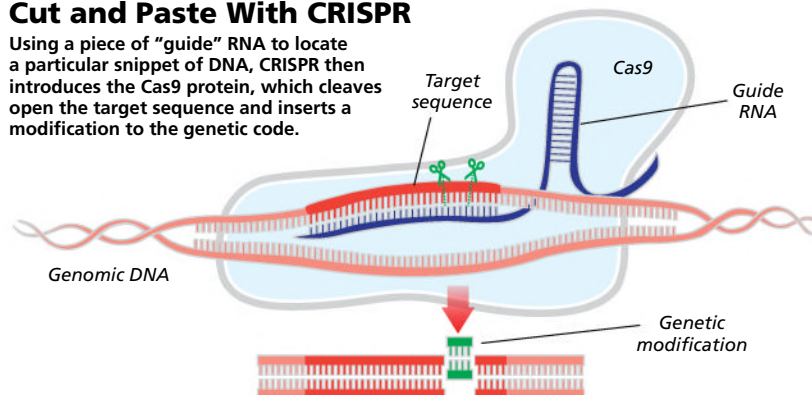 Cut and Paste With CRISPR
Using a piece of “guide” RNA to locate
a particular snippet of DNA, CRISPR then
introduces the Cas9 protein, which cleaves
open the target sequence and inserts a
modification to the genetic code.
Target
sequence
Cas9
Guide
RNA
Genomic DNA
Genetic
modification